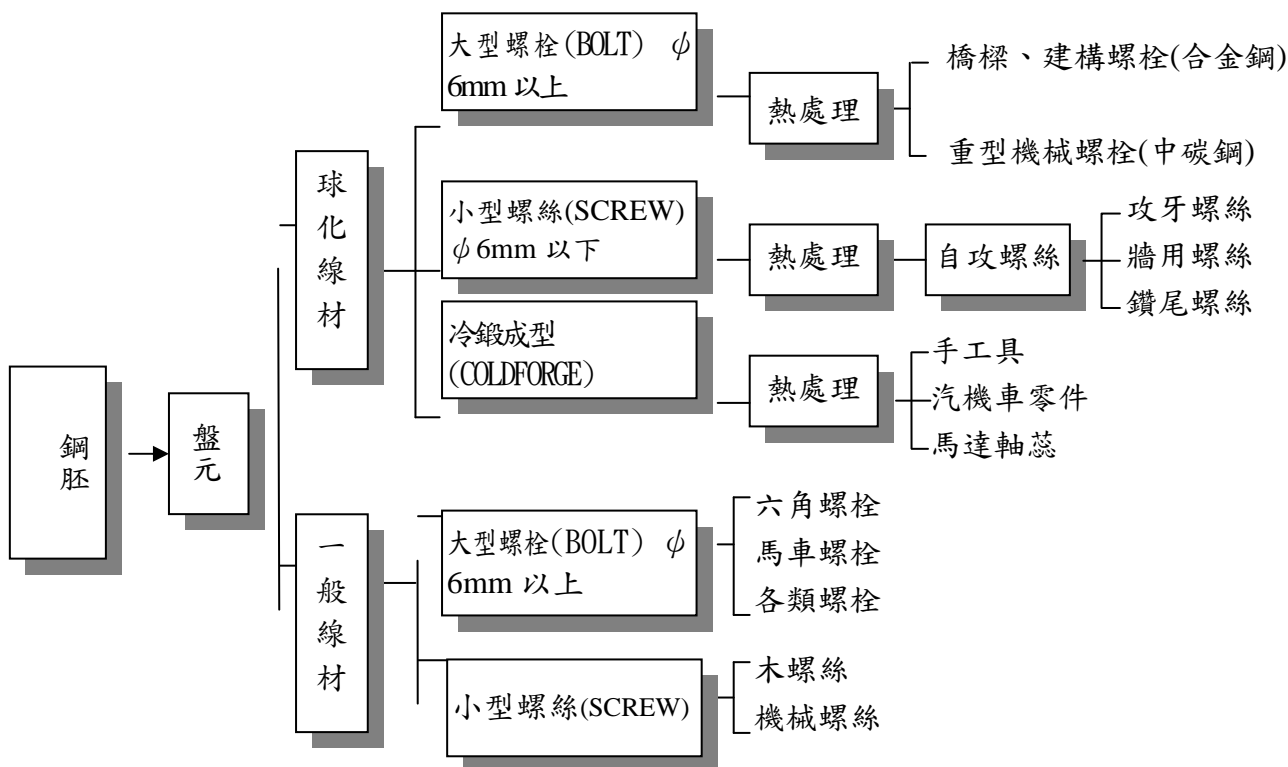 鋼
胚
盤
元
球
化
線
材
一
般
線
材
大型螺栓(BOLT) ψ
6mm 以上
熱處理
橋樑、建構螺栓(合金鋼)
重型機械螺栓(中碳鋼)
小型螺絲(SCREW)
ψ6mm 以下
熱處理
自攻螺絲
攻牙螺絲
牆用螺絲
鑽尾螺絲
冷鍛成型
(COLDFORGE)
熱處理
手工具
汽機車零件
馬達軸蕊
大型螺栓(BOLT) ψ
6mm 以上
六角螺栓
馬車螺栓
各類螺栓
小型螺絲(SCREW)
木螺絲
機械螺絲